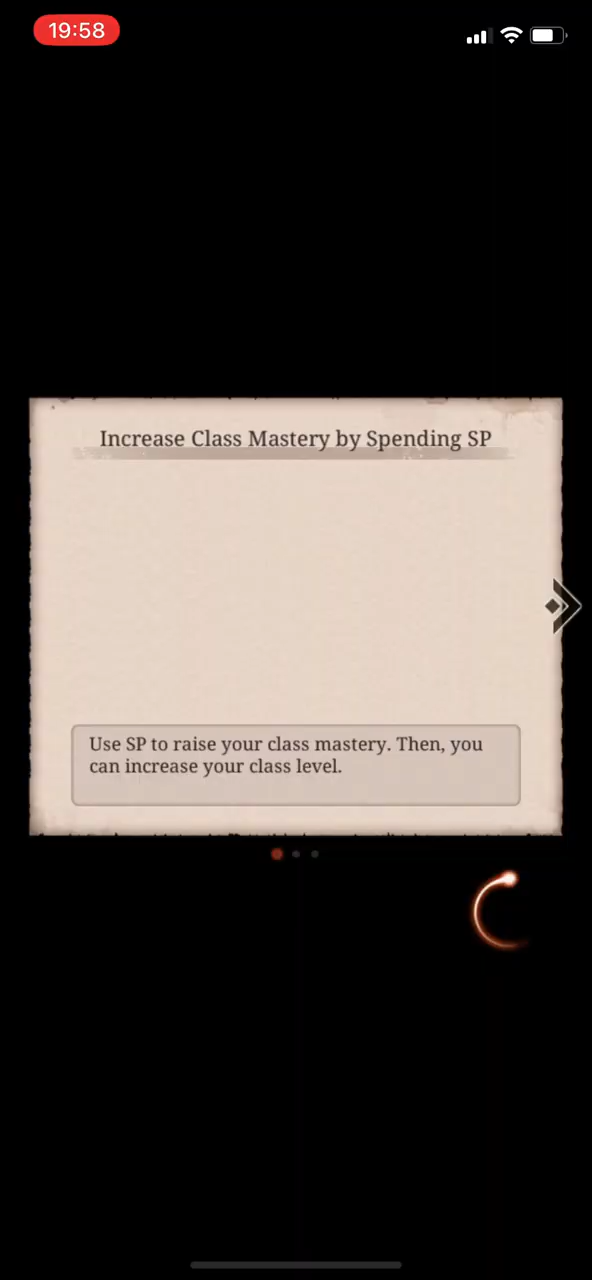 19:58
Increase Class Mastery by Spending SP
Use SP to raise your class mastery. Then, you
can increase your class level.